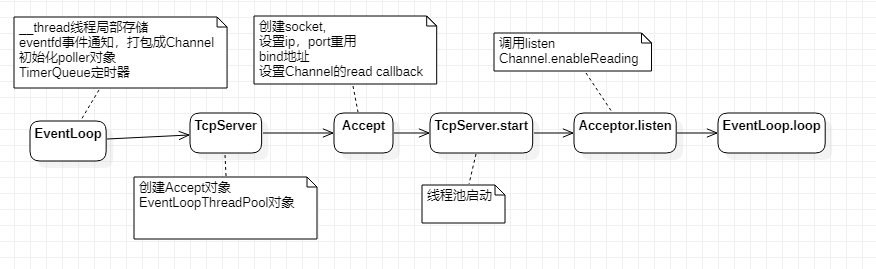 __thread线程局部存储
eventfd事件通知，打包成Channel
初始化poller对象
TimerQueue定时器
创建socket,
设置ip，port重用
bind地址
设置Channel的read callback
调用listen
Channel.enableReading
EventLoop
TcpServer
Accept
TcpServer.start
Acceptor.listen
EventLoop.loop
创建Accept对象
EventLoopThreadPool对象
线程池启动